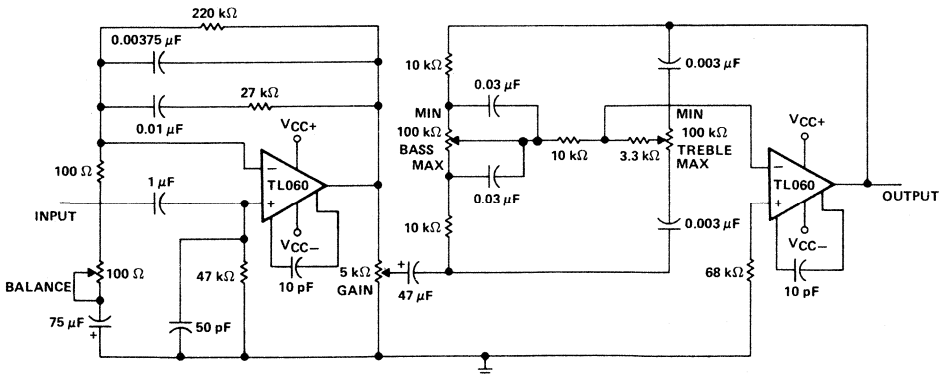 220 kΩ
0.00375 μF
27 kΩ
0.01 μF
100 Ω
1 μF
INPUT
VCC+
−
TL060
+
VCC−
10 pF
47 kΩ
100 Ω
BALANCE
75 μF
+
50 pF
5 kΩ
GAIN
+
47 μF
10 kΩ
0.03 μF
MIN
100 kΩ
BASS
MAX
0.03 μF
10 kΩ
10 kΩ
3.3 kΩ
0.003 μF
MIN
100 kΩ
TREBLE
MAX
0.003 μF
VCC+
−
TL060
+
VCC−
10 pF
68 kΩ
OUTPUT